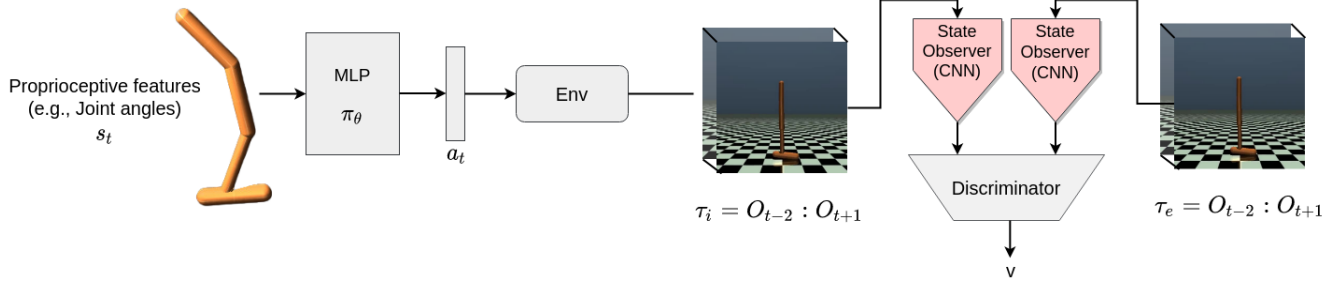 Proprioceptive features
(e.g., Joint angles)
s_t
MLP
π_θ
a_t
Env
τ_i = O_{t-2} : O_{t+1}
State
Observer
(CNN)
State
Observer
(CNN)
Discriminator
v
τ_e = O_{t-2} : O_{t+1}